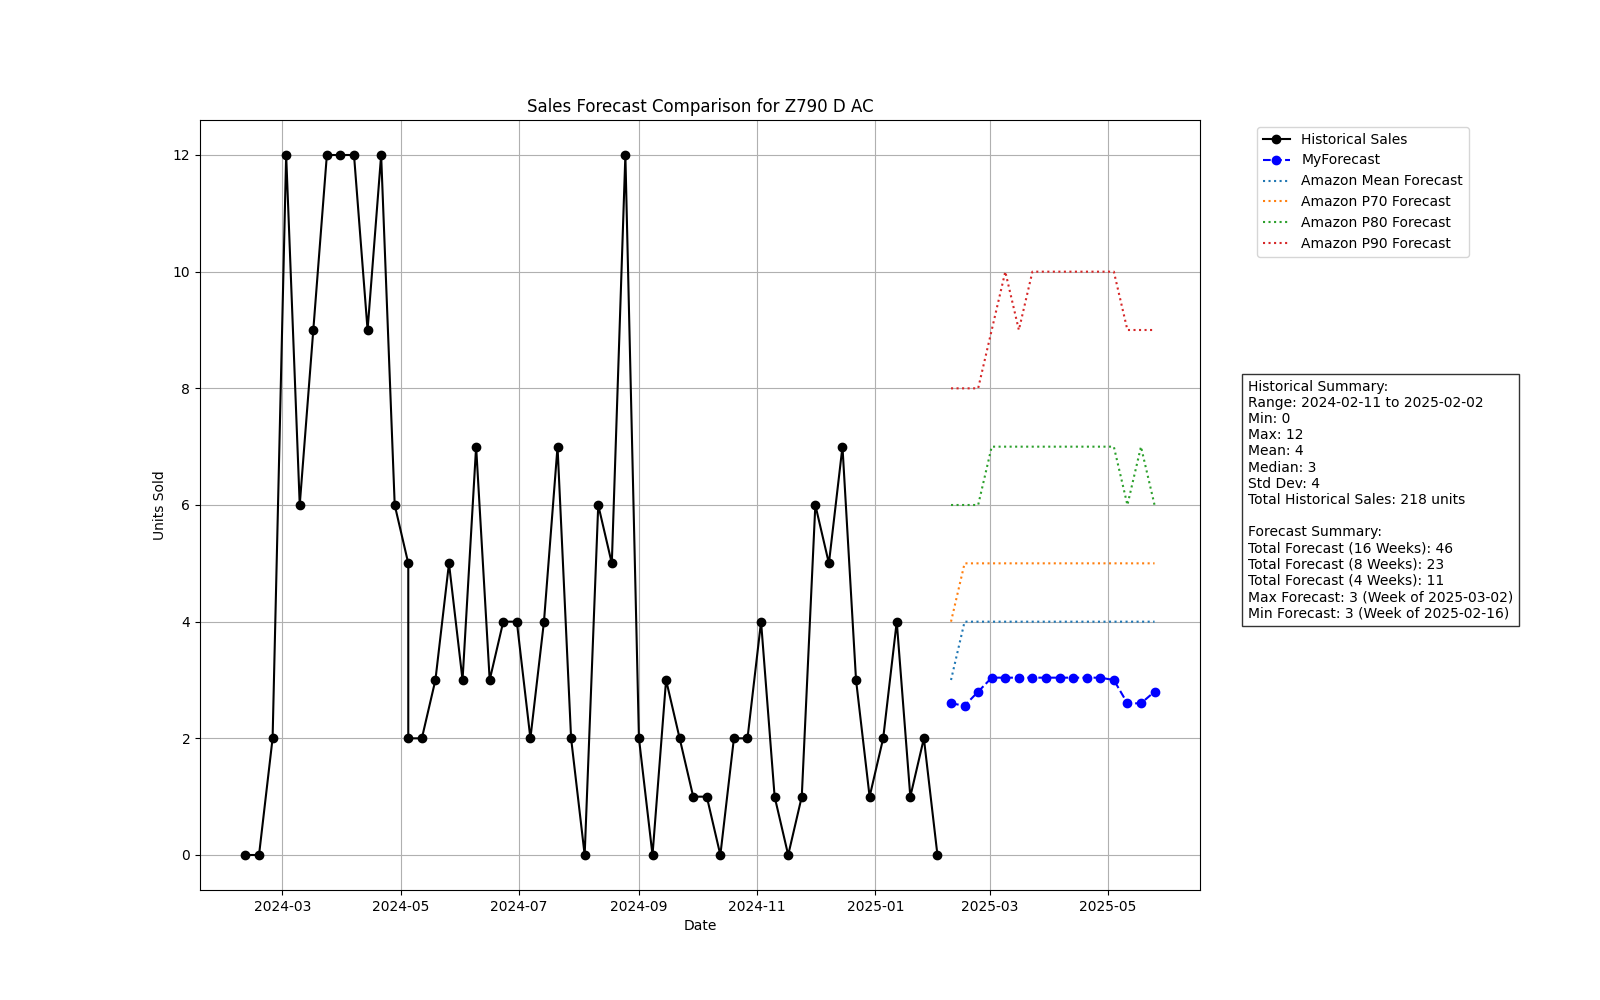 Sales Forecast Comparison for Z790 D AC
12
10
8
6
4
2
0
Units Sold
2024-03
2024-05
2024-07
2024-09
2024-11
2025-01
2025-03
2025-05
Date
Historical Sales
MyForecast
Amazon Mean Forecast
Amazon P70 Forecast
Amazon P80 Forecast
Amazon P90 Forecast
Historical Summary:
Range: 2024-02-11 to 2025-02-02
Min: 0
Max: 12
Mean: 4
Median: 3
Std Dev: 4
Total Historical Sales: 218 units
Forecast Summary:
Total Forecast (16 Weeks): 46
Total Forecast (8 Weeks): 23
Total Forecast (4 Weeks): 11
Max Forecast: 3 (Week of 2025-03-02)
Min Forecast: 3 (Week of 2025-02-16)